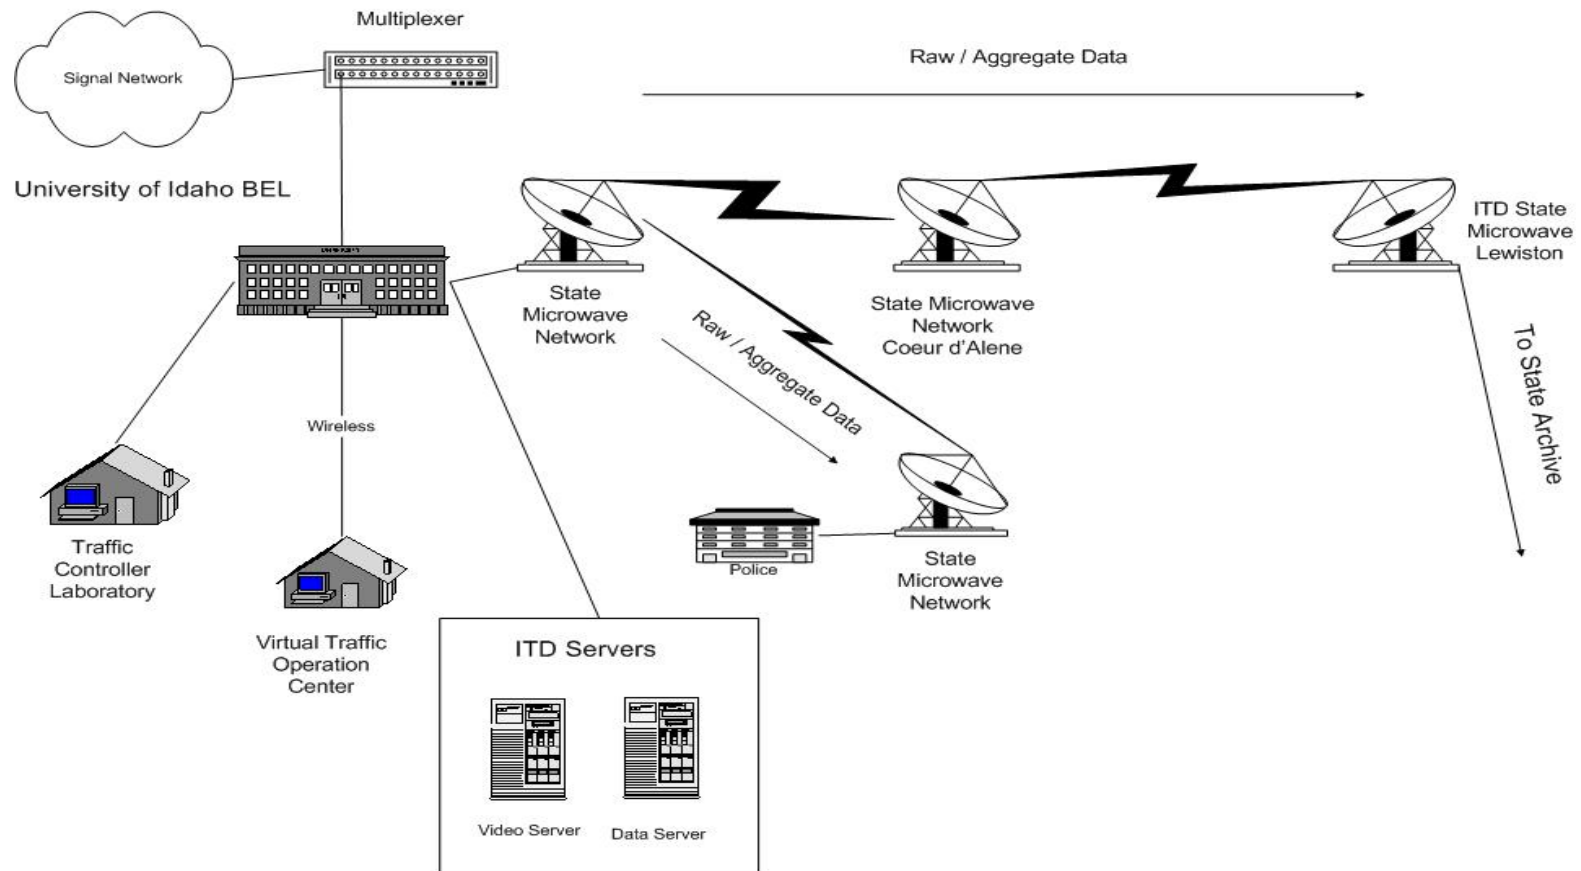 Multiplexer
Signal Network
Raw / Aggregate Data
University of Idaho BEL
ITD State
Microwave
Lewiston
State
Microwave
Network
State Microwave
Network
Coeur d'Alene
Raw / Aggregate Data
To State Archive
Wireless
Traffic
Controller
Laboratory
Police
State
Microwave
Network
Virtual Traffic
Operation
Center
ITD Servers
Video Server
Data Server